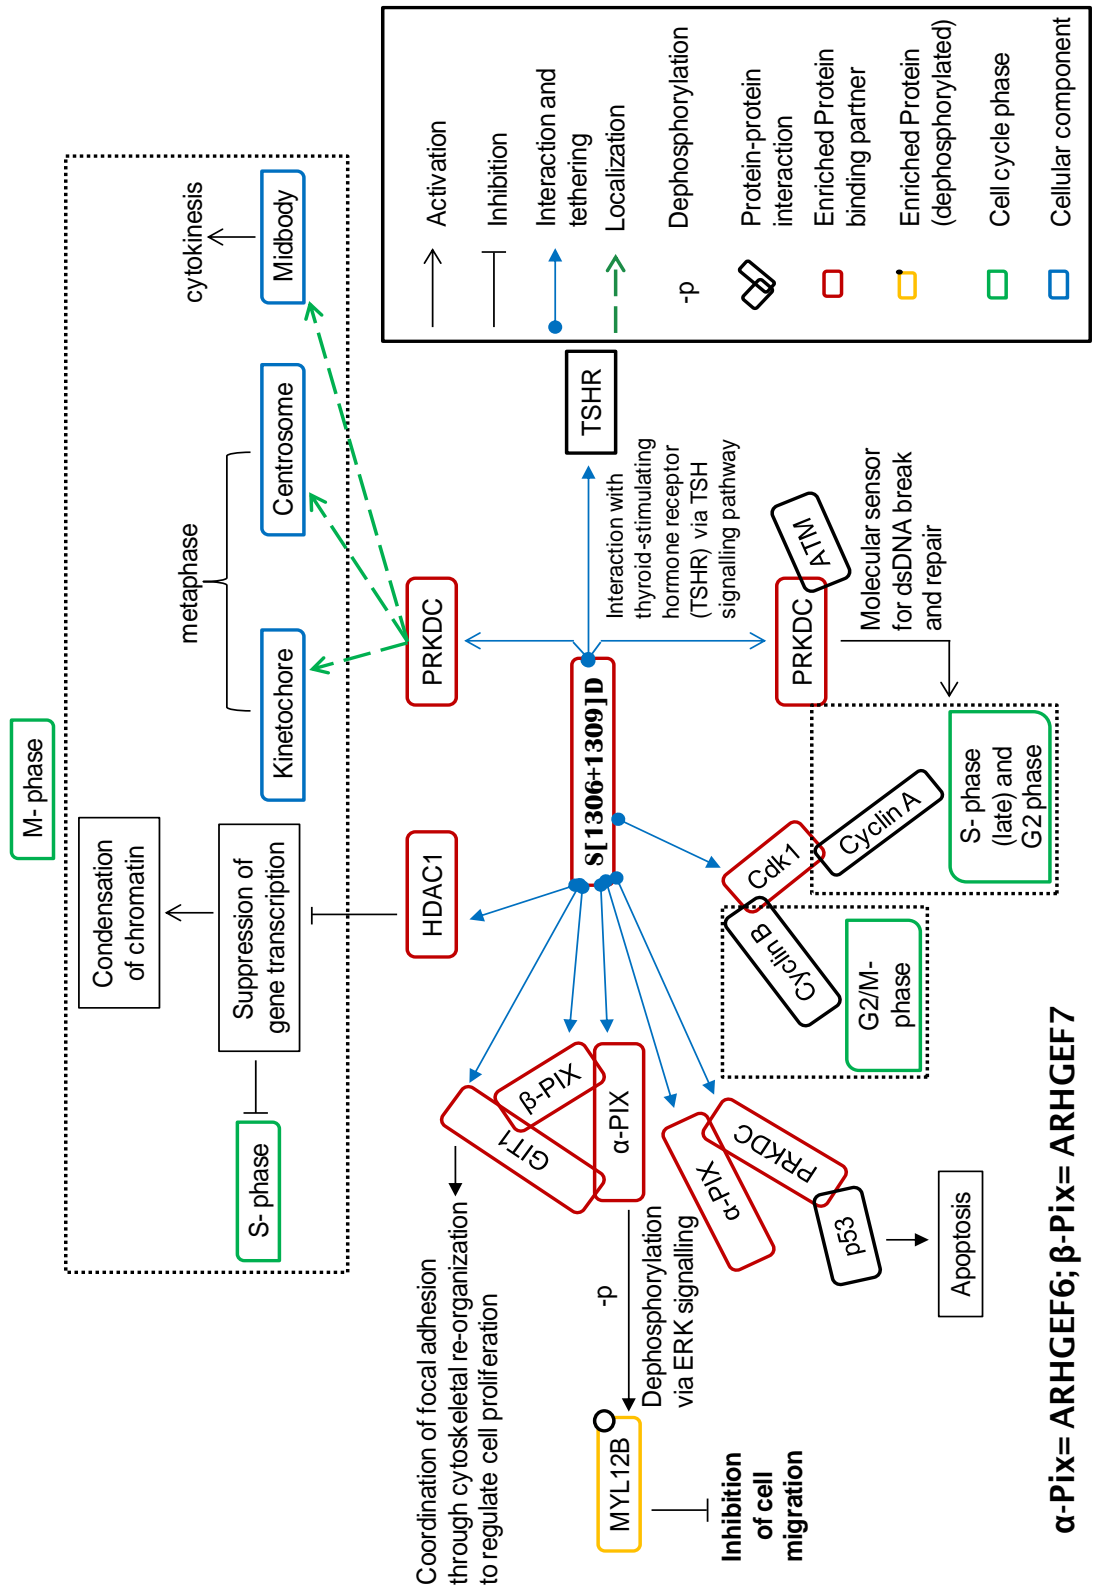 M- phase
cytokinesis
metaphase
Midbody
Centrosome
Kinetochore
Condensation
of chromatin
Suppression of
gene transcription
S- phase
PRKDC
HDAC1
Coordination of focal adhesion
through cytoskeletal re-organization
to regulate cell proliferation
GIT1
β-PIX
α-PIX
S[1306+1309]D
TSHR
Interaction with
thyroid-stimulating
hormone receptor
(TSHR) via TSH
signalling pathway
-p
Dephosphorylation
via ERK signalling
MYL12B
Inhibition
of cell
migration
α-PIX
PRKDC
p53
Apoptosis
Cdk1
Cyclin B
Cyclin A
G2/M-
phase
PRKDC
ATM
Molecular sensor
for dsDNA break
and repair
S- phase
(late) and
G2 phase
Activation
Inhibition
Interaction and
tethering
Localization
-p
Dephosphorylation
Protein-protein
interaction
Enriched Protein
binding partner
Enriched Protein
(dephosphorylated)
Cell cycle phase
Cellular component
α-Pix= ARHGEF6; β-Pix= ARHGEF7